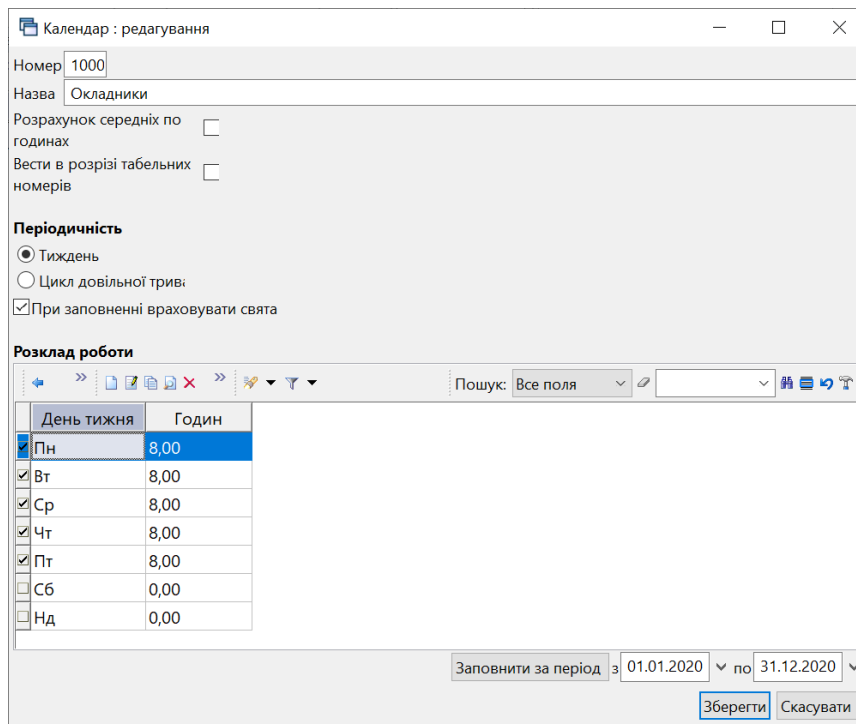 Календар : редагування
Номер 1000
Назва Окладники
Розрахунок середніх по
годинах
Вести в розрізі табельних
номерів
Періодичність
Тиждень
Цикл довільної трива
При заповненні враховувати свята
Розклад роботи
Пошук: Все поля
День тижня Годин
Пн 8,00
Вт 8,00
Ср 8,00
Чт 8,00
Пт 8,00
Сб 0,00
Нд 0,00
Заповнити за період з 01.01.2020 по 31.12.2020
Зберегти Скасувати